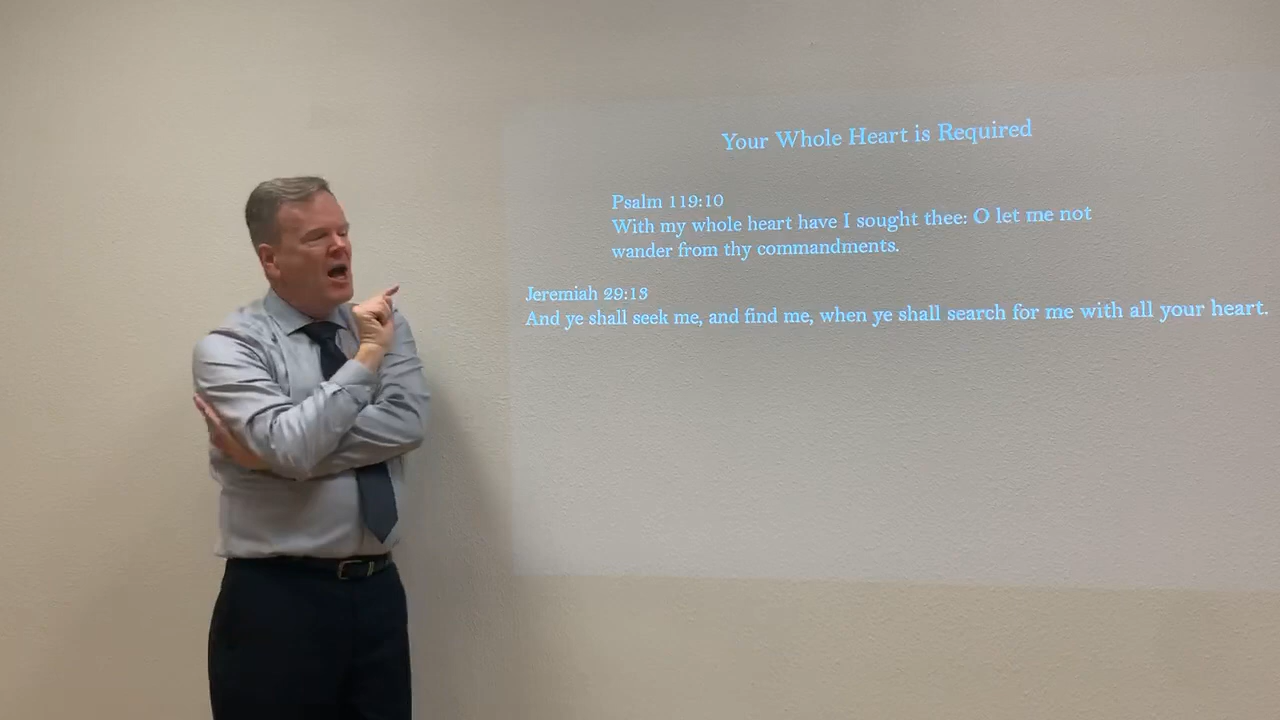 Your Whole Heart is Required
Psalm 119:10
With my whole heart have I sought thee: O let me not
wander from thy commandments.
Jeremiah 29:13
And ye shall seek me, and find me, when ye shall search for me with all your heart.